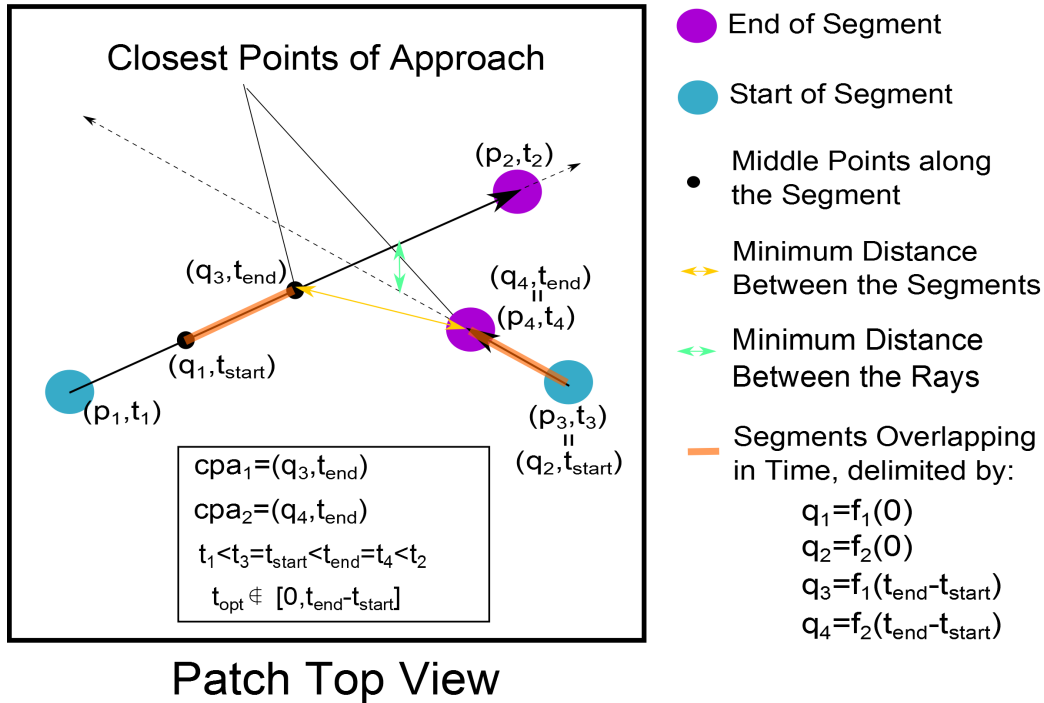 Closest Points of Approach
(p₂,t₂)
(q₃,tend)
(q₄,tend)
=
(p₄,t₄)
(q₁,tstart)
(p₁,t₁)
(p₃,t₃)
=
(q₂,tstart)
cpa₁=(q₃,tend)
cpa₂=(q₄,tend)
t₁<t₃=tstart<tend=t₄<t₂
topt∉ [0,tend-tstart]
Patch Top View
End of Segment
Start of Segment
Middle Points along
the Segment
Minimum Distance
Between the Segments
Minimum Distance
Between the Rays
Segments Overlapping
in Time, delimited by:
q₁=f₁(0)
q₂=f₂(0)
q₃=f₁(tend-tstart)
q₄=f₂(tend-tstart)